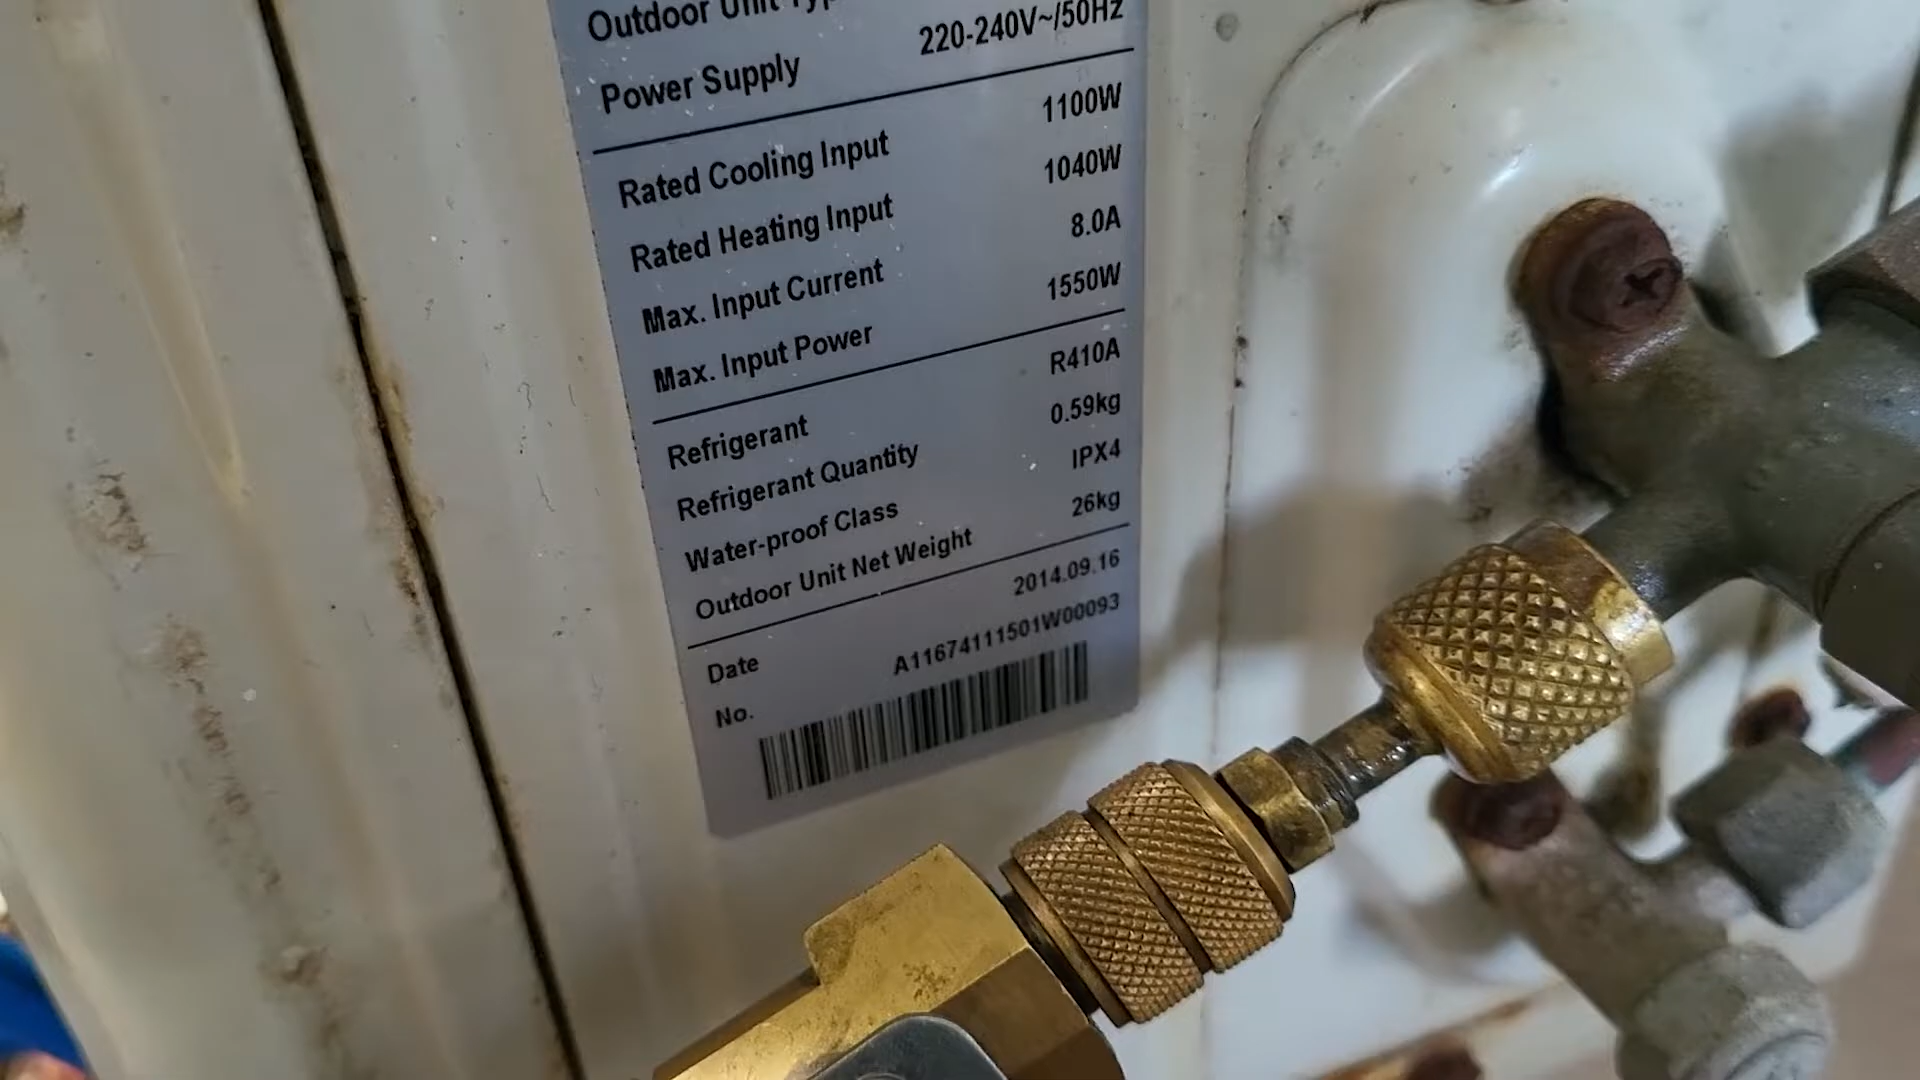 Outdoor Unit
Power Supply 220-240V~/50Hz
Rated Cooling Input 1100W
Rated Heating Input 1040W
Max. Input Current 8.0A
Max. Input Power 1550W
Refrigerant R410A
Refrigerant Quantity 0.59kg
Water-proof Class IPX4
Outdoor Unit Net Weight 26kg
Date 2014.09.16
No. A11674111501W00093